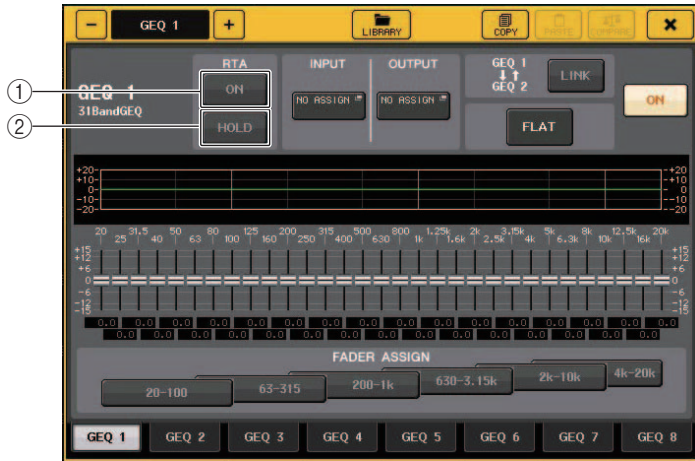 − GEQ 1 + LIBRARY COPY PASTE COMPARE ×
RTA INPUT OUTPUT
① ON
② HOLD
GEQ 1
31BandGEQ
NO ASSIGN NO ASSIGN
GEQ 1
↓↑
GEQ 2
LINK
FLAT
ON
+20 +20
+10 +10
0 0
-10 -10
-20 -20
20 31.5 50 80 125 200 315 500 800 1.25k 2k 3.15k 5k 8k 12.5k 20k
25 40 63 100 160 250 400 630 1k 1.6k 2.5k 4k 6.3k 10k 16k
+15 +15
+12 +12
+6 +6
0 0
-6 -6
-12 -12
-15 -15
0.0 0.0 0.0 0.0 0.0 0.0 0.0 0.0 0.0 0.0 0.0 0.0 0.0 0.0 0.0 0.0
0.0 0.0 0.0 0.0 0.0 0.0 0.0 0.0 0.0 0.0 0.0 0.0 0.0 0.0 0.0
FADER ASSIGN
20-100 63-315 200-1k 630-3.15k 2k-10k 4k-20k
GEQ 1 GEQ 2 GEQ 3 GEQ 4 GEQ 5 GEQ 6 GEQ 7 GEQ 8